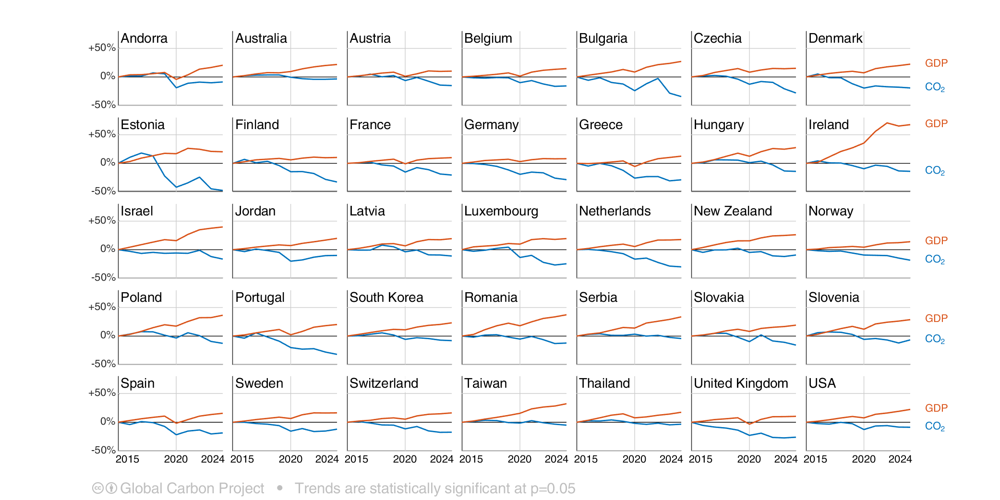 Andorra Australia Austria Belgium Bulgaria Czechia Denmark
+50%
GDP
0%
CO2
-50%
Estonia Finland France Germany Greece Hungary Ireland
GDP
+50%
0%
CO2
-50%
Israel Jordan Latvia Luxembourg Netherlands New Zealand Norway
+50%
GDP
0%
CO2
-50%
Poland Portugal South Korea Romania Serbia Slovakia Slovenia
+50%
GDP
0%
CO2
-50%
Spain Sweden Switzerland Taiwan Thailand United Kingdom USA
+50%
GDP
0%
CO2
-50%
2015 2020 2024 2015 2020 2024 2015 2020 2024 2015 2020 2024 2015 2020 2024 2015 2020 2024 2015 2020 2024
cc Global Carbon Project • Trends are statistically significant at p=0.05